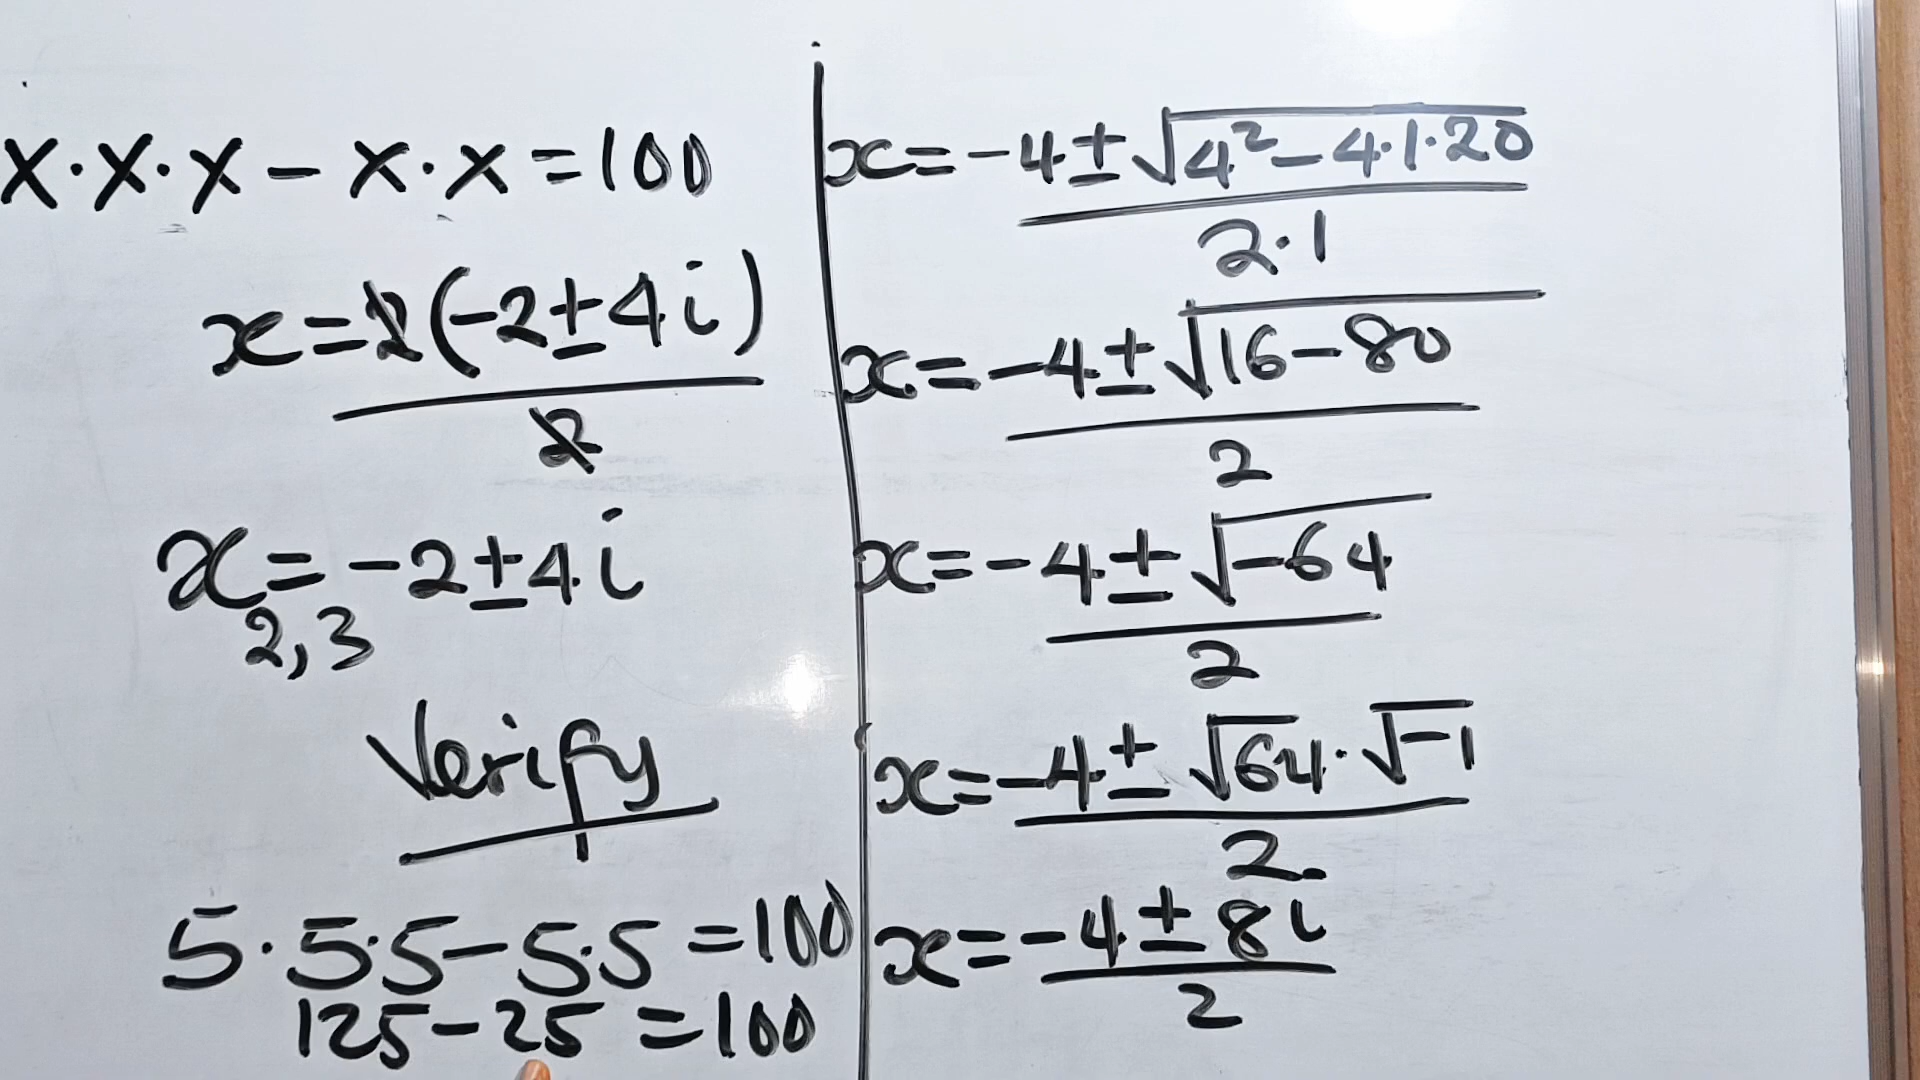 x·x·x - x·x = 100
x = 2(-2 ± 4i)
2
x = -2 ± 4i
2,3
Verify
5·5·5 - 5·5 = 100
125 - 25 = 100
x = -4 ± √4² - 4·1·20
2·1
x = -4 ± √16 - 80
2
x = -4 ± √-64
2
x = -4 ± √64 · √-1
2
x = -4 ± 8i
2